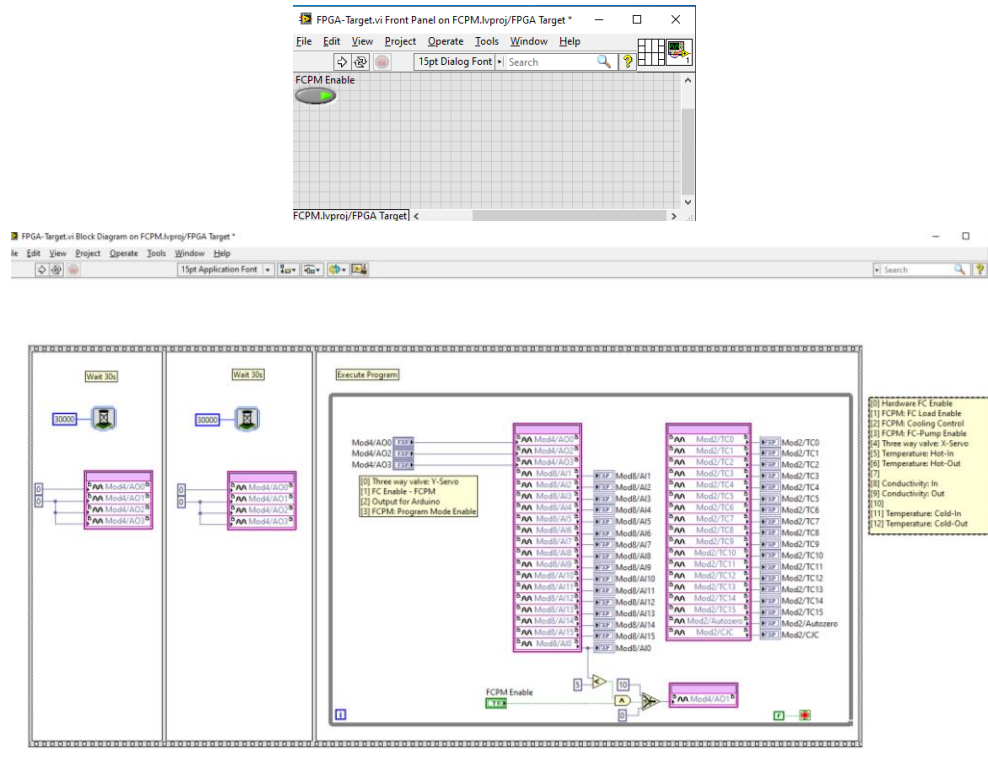 FPGA-Target.vi Front Panel on FCPM.lvproj/FPGA Target *
File Edit View Project Operate Tools Window Help
15pt Dialog Font Search
FCPM Enable
FCPM.lvproj/FPGA Target
FPGA-Target.vi Block Diagram on FCPM.lvproj/FPGA Target *
le Edit View Project Operate Tools Window Help
15pt Application Font
Search
Wait 30s
30000
0
0
Mod4/AO0
Mod4/AO1
Mod4/AO2
Mod4/AO3
Wait 30s
30000
0
0
Mod4/AO0
Mod4/AO1
Mod4/AO2
Mod4/AO3
Execute Program
Mod4/AO0
Mod4/AO2
Mod4/AO3
[0] Three way valve: Y-Servo
[1] FC Enable - FCPM
[2] Output for Arduino
[3] FCPM: Program Mode Enable
Mod4/AO0
Mod4/AO2
Mod4/AO3
Mod8/AI1
Mod8/AI2
Mod8/AI3
Mod8/AI4
Mod8/AI5
Mod8/AI6
Mod8/AI7
Mod8/AI8
Mod8/AI9
Mod8/AI10
Mod8/AI11
Mod8/AI12
Mod8/AI13
Mod8/AI14
Mod8/AI15
Mod8/AI0
Mod8/AI1
Mod8/AI2
Mod8/AI3
Mod8/AI4
Mod8/AI5
Mod8/AI6
Mod8/AI7
Mod8/AI8
Mod8/AI9
Mod8/AI10
Mod8/AI11
Mod8/AI12
Mod8/AI13
Mod8/AI14
Mod8/AI15
Mod8/AI0
Mod2/TC0
Mod2/TC1
Mod2/TC2
Mod2/TC3
Mod2/TC4
Mod2/TC5
Mod2/TC6
Mod2/TC7
Mod2/TC8
Mod2/TC9
Mod2/TC10
Mod2/TC11
Mod2/TC12
Mod2/TC13
Mod2/TC14
Mod2/TC15
Mod2/Autozero
Mod2/CJC
Mod2/TC0
Mod2/TC1
Mod2/TC2
Mod2/TC3
Mod2/TC4
Mod2/TC5
Mod2/TC6
Mod2/TC7
Mod2/TC8
Mod2/TC9
Mod2/TC10
Mod2/TC11
Mod2/TC12
Mod2/TC13
Mod2/TC14
Mod2/TC15
Mod2/Autozero
Mod2/CJC
5
10
FCPM Enable
TF
0
Mod4/AO1
i
F
[0] Hardware FC Enable
[1] FCPM: FC Load Enable
[2] FCPM: Cooling Control
[3] FCPM: FC-Pump Enable
[4] Three way valve: X-Servo
[5] Temperature: Hot-In
[6] Temperature: Hot-Out
[7]
[8] Conductivity: In
[9] Conductivity: Out
[10]
[11] Temperature: Cold-In
[12] Temperature: Cold-Out